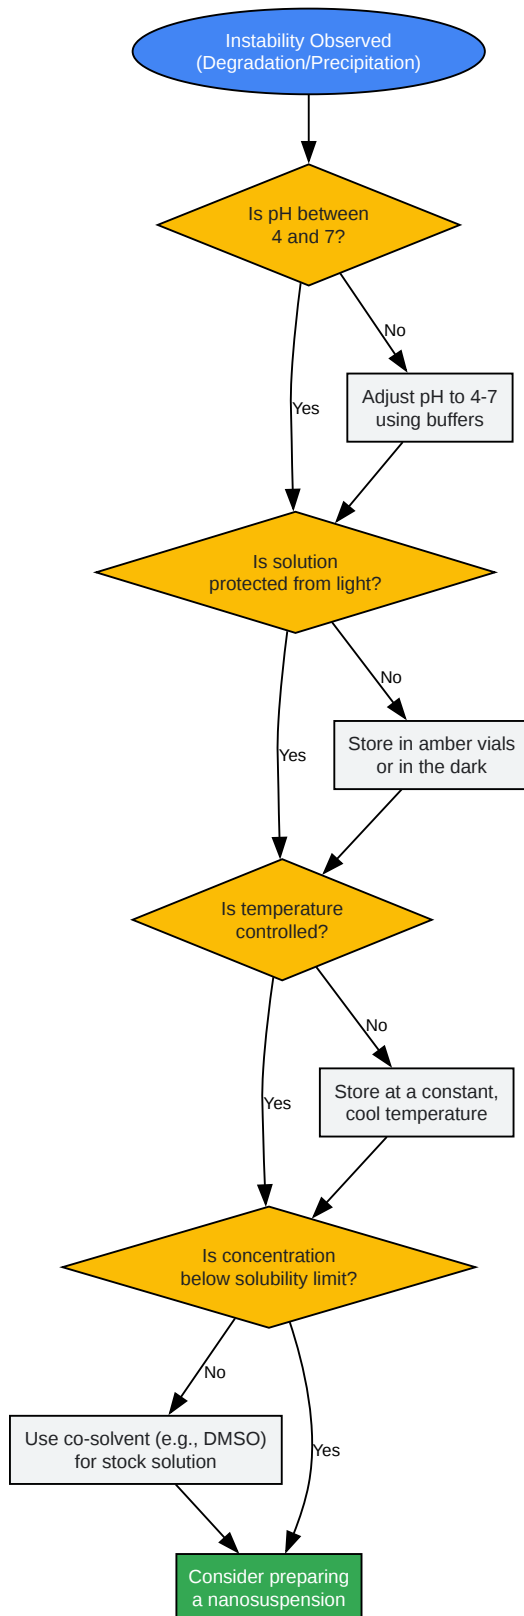 Instability Observed
(Degradation/Precipitation)
Is pH between
4 and 7?
No
Yes
Adjust pH to 4-7
using buffers
Is solution
protected from light?
No
Yes
Store in amber vials
or in the dark
Is temperature
controlled?
No
Yes
Store at a constant,
cool temperature
Is concentration
below solubility limit?
No
Yes
Use co-solvent (e.g., DMSO)
for stock solution
Consider preparing
a nanosuspension